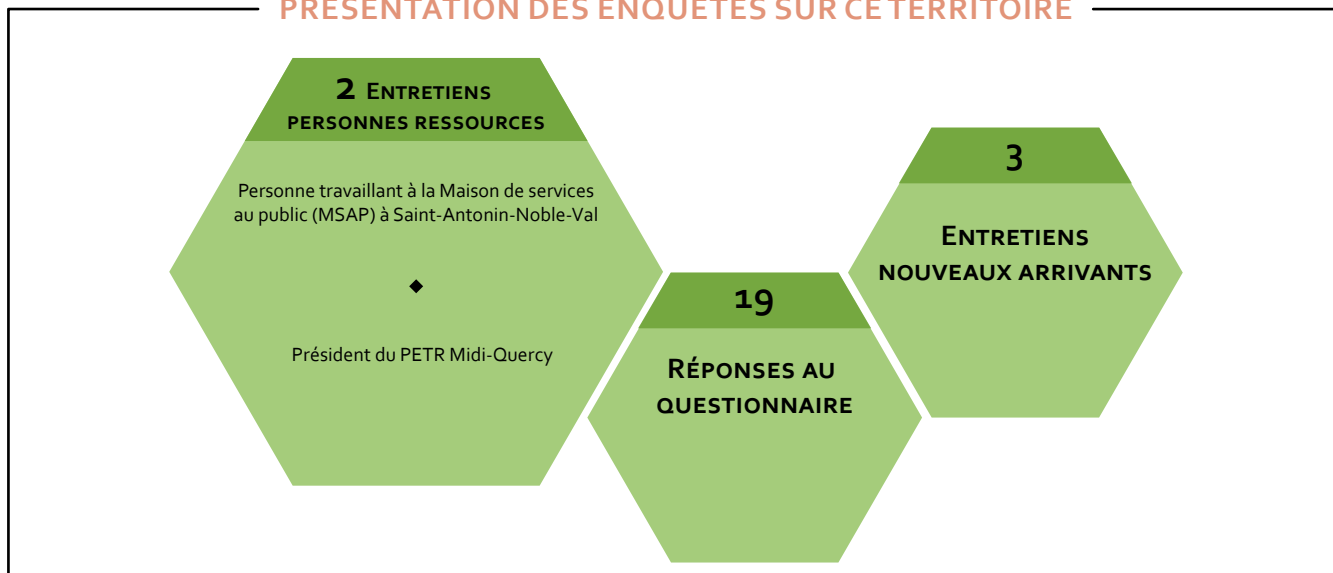 PRÉSENTATION DES ENQUÊTES SUR CE TERRITOIRE
2 ENTRETIENS
PERSONNES RESSOURCES
Personne travaillant à la Maison de services
au public (MSAP) à Saint-Antonin-Noble-Val
◆
Président du PETR Midi-Quercy
19
RÉPONSES AU
QUESTIONNAIRE
3
ENTRETIENS
NOUVEAUX ARRIVANTS